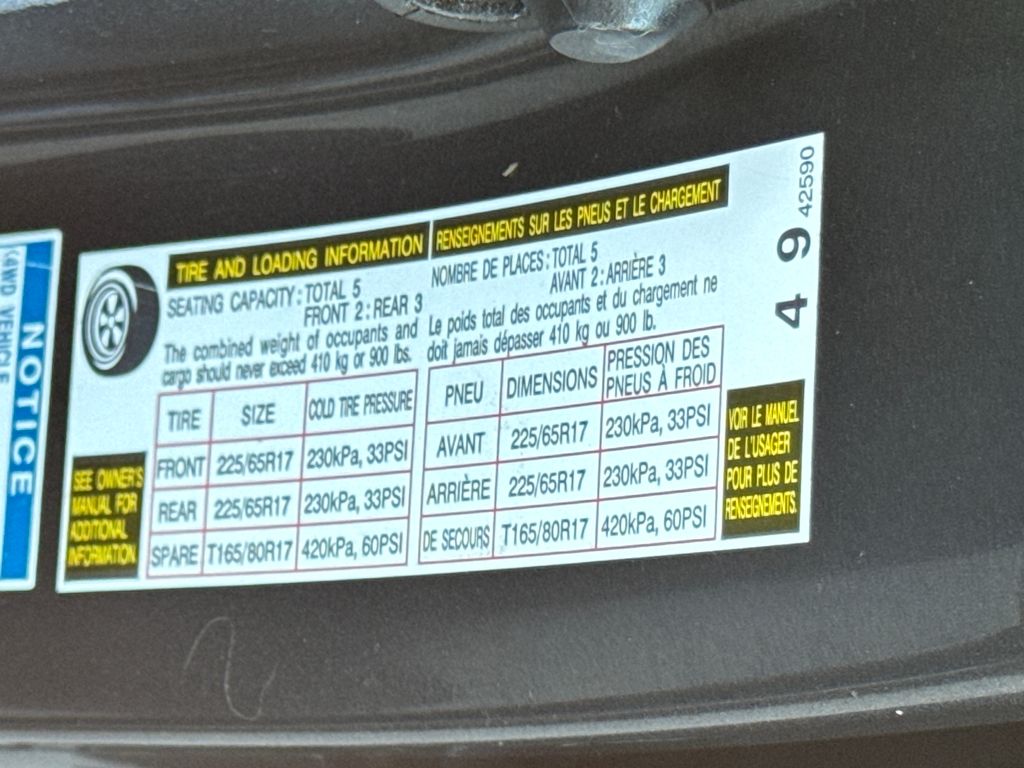 (4WD VEHICLE
NOTICE
TIRE AND LOADING INFORMATION
SEATING CAPACITY : TOTAL 5
FRONT 2 : REAR 3
The combined weight of occupants and
cargo should never exceed 410 kg or 900 lbs.
TIRE SIZE COLD TIRE PRESSURE
FRONT 225/65R17 230kPa, 33PSI
REAR 225/65R17 230kPa, 33PSI
SPARE T165/80R17 420kPa, 60PSI
SEE OWNER'S
MANUAL FOR
ADDITIONAL
INFORMATION
RENSEIGNEMENTS SUR LES PNEUS ET LE CHARGEMENT
NOMBRE DE PLACES : TOTAL 5
AVANT 2 : ARRIÈRE 3
Le poids total des occupants et du chargement ne
doit jamais dépasser 410 kg ou 900 lb.
PNEU DIMENSIONS PRESSION DES
PNEUS À FROID
AVANT 225/65R17 230kPa, 33PSI
ARRIÈRE 225/65R17 230kPa, 33PSI
DE SECOURS T165/80R17 420kPa, 60PSI
VOIR LE MANUEL
DE L'USAGER
POUR PLUS DE
RENSEIGNEMENTS.
4 9 42590